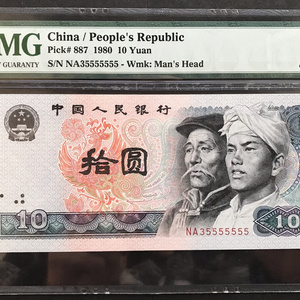 MG
China / People's Republic
Pick# 887 1980 10 Yuan
GUARANTY
S/N NA35555555 - Wmk: Man's Head
中国人民银行
拾圆
NA35555555
10
10